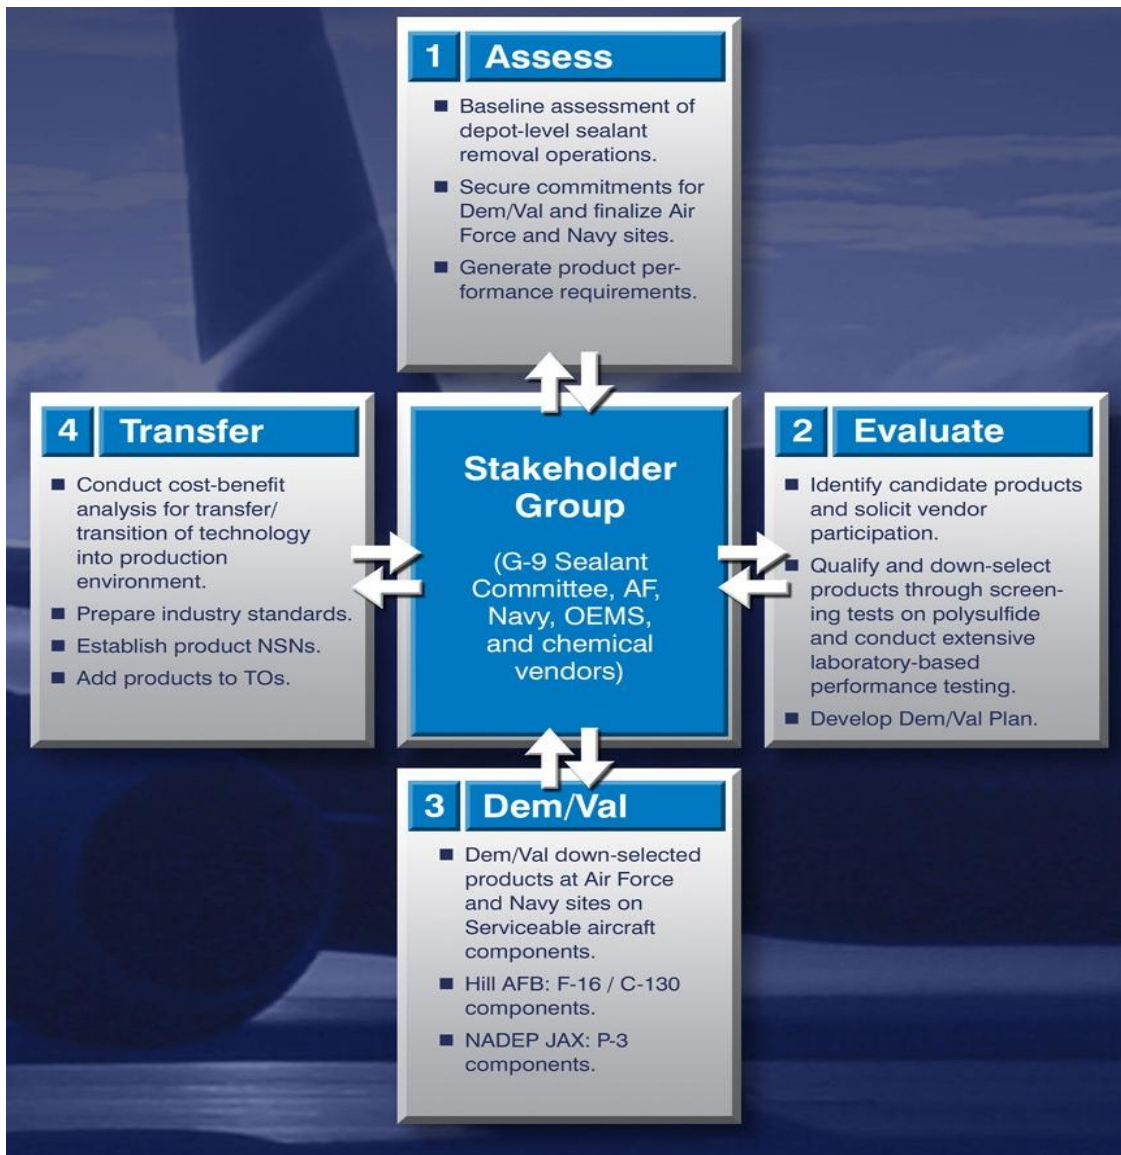 1 Assess
■ Baseline assessment of
depot-level sealant
removal operations.
■ Secure commitments for
Dem/Val and finalize Air
Force and Navy sites.
■ Generate product per-
formance requirements.
4 Transfer
■ Conduct cost-benefit
analysis for transfer/
transition of technology
into production
environment.
■ Prepare industry standards.
■ Establish product NSNs.
■ Add products to TOs.
Stakeholder
Group
(G-9 Sealant
Committee, AF,
Navy, OEMS,
and chemical
vendors)
2 Evaluate
■ Identify candidate products
and solicit vendor
participation.
■ Qualify and down-select
products through screen-
ing tests on polysulfide
and conduct extensive
laboratory-based
performance testing.
■ Develop Dem/Val Plan.
3 Dem/Val
■ Dem/Val down-selected
products at Air Force
and Navy sites on
Serviceable aircraft
components.
■ Hill AFB: F-16 / C-130
components.
■ NADEP JAX: P-3
components.